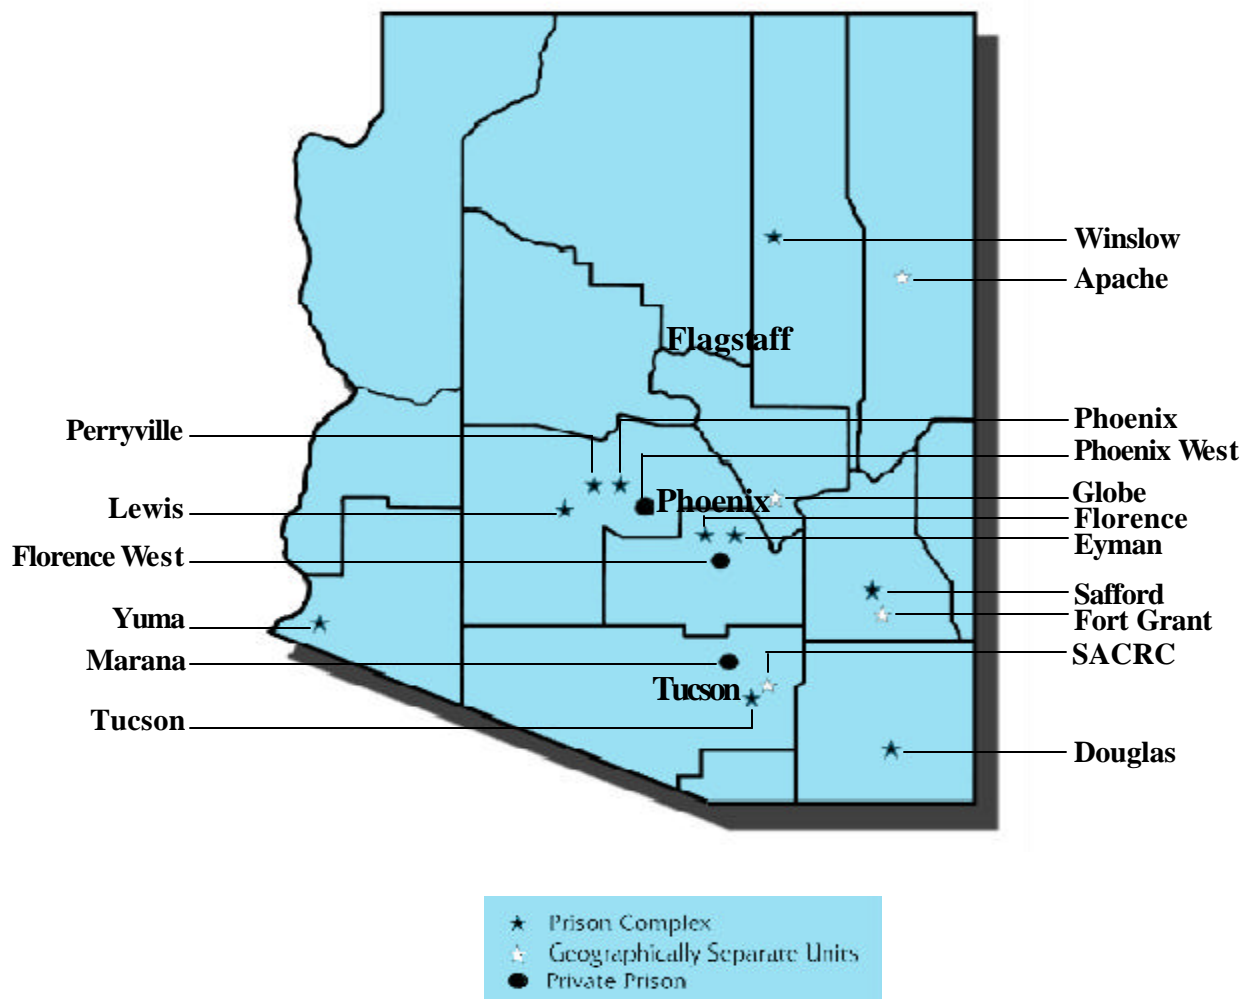 Winslow
Apache
Flagstaff
Perryville
Phoenix
Phoenix West
Lewis
Phoenix
Globe
Florence
Florence West
Eyman
Safford
Yuma
Fort Grant
Marana
SACRC
Tucson
Tucson
Douglas
Prison Complex
Geographically Separate Units
Private Prison